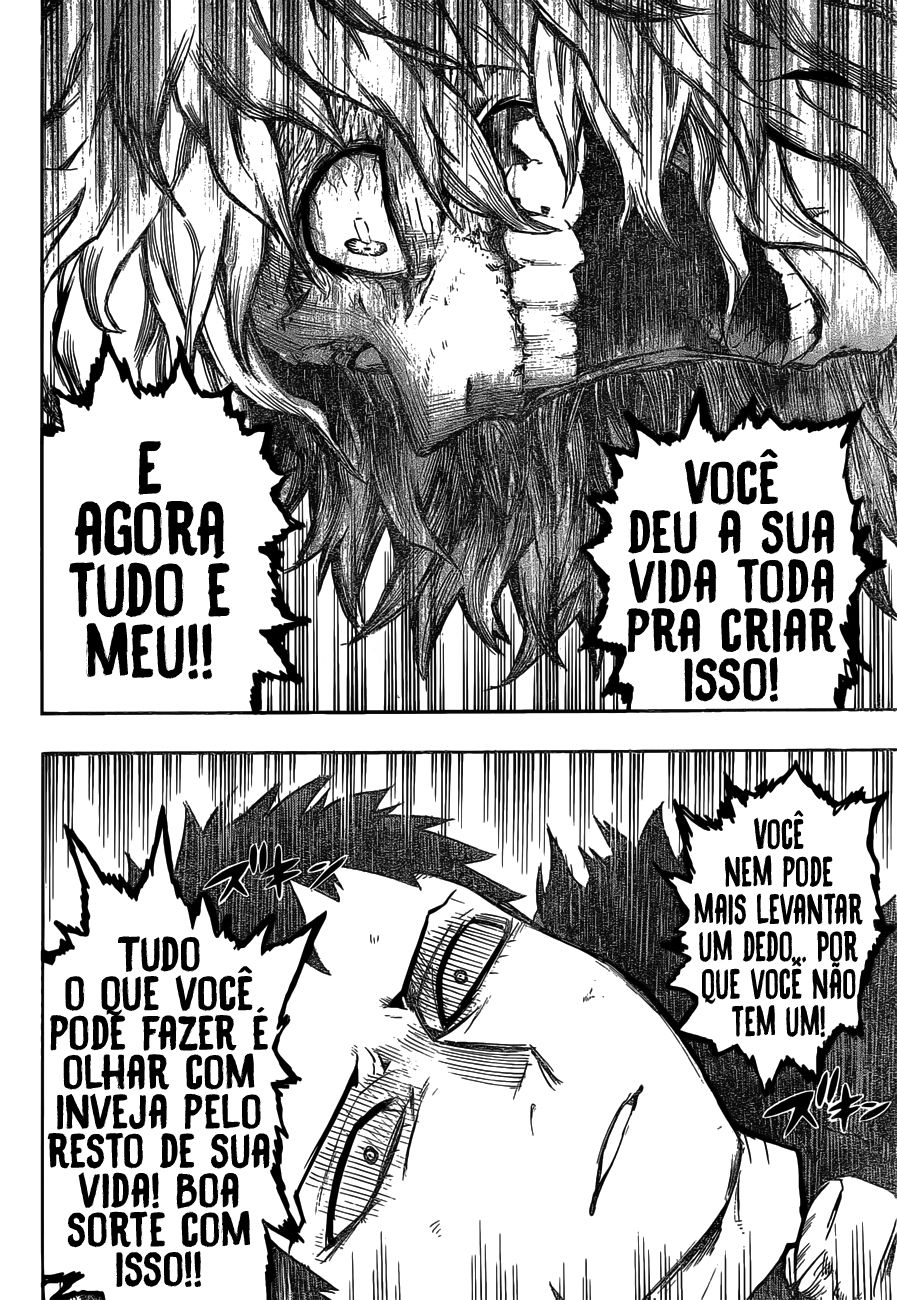 VOCÊ
DEU A SUA
VIDA TODA
PRA CRIAR
ISSO!
E
AGORA
TUDO E
MEU!!
VOCÊ
NEM PODE
MAIS LEVANTAR
UM DEDO... POR
QUE VOCÊ NÃO
TEM UM!
ズキン
ズキン
TUDO
O QUE VOCÊ
PODE FAZER É
OLHAR COM
INVEJA PELO
RESTO DE SUA
VIDA! BOA
SORTE COM
ISSO!!